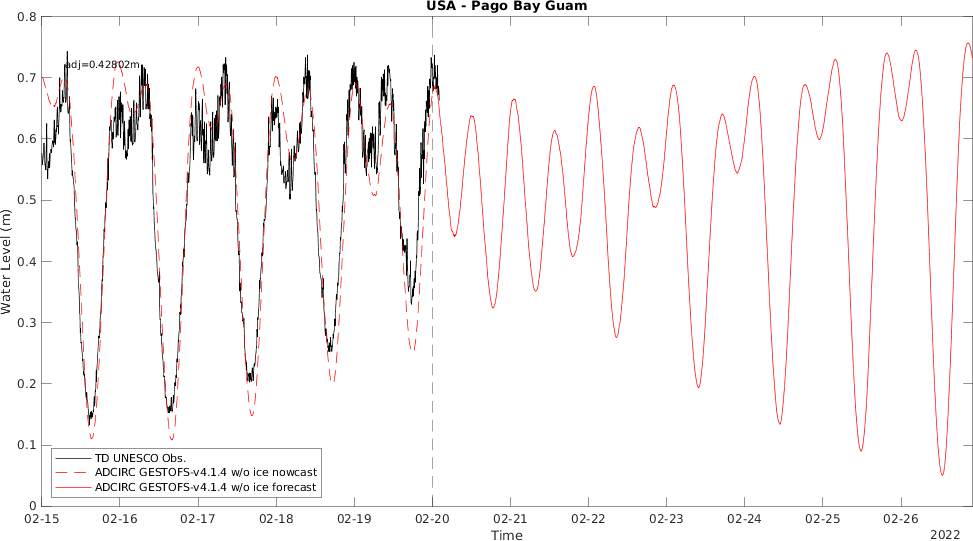 USA - Pago Bay Guam
adj=0.42802m
0.8
0.7
0.6
0.5
0.4
0.3
0.2
0.1
0
Water Level (m)
TD UNESCO Obs.
ADCIRC GESTOFS-v4.1.4 w/o ice nowcast
ADCIRC GESTOFS-v4.1.4 w/o ice forecast
02-15 02-16 02-17 02-18 02-19 02-20 02-21 02-22 02-23 02-24 02-25 02-26
Time
2022